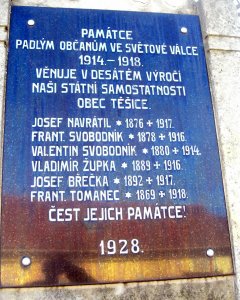 PAMÁTCE
PADLÝM OBČANŮM VE SVĚTOVÉ VÁLCE
1914.–1918.
VĚNUJE V DESÁTÉM VÝROČÍ
NAŠÍ STÁTNÍ SAMOSTATNOSTI
OBEC TĚŠICE.
JOSEF NAVRÁTIL * 1876 + 1917.
FRANT. SVOBODNÍK * 1878 + 1916.
VALENTIN SVOBODNÍK * 1880 + 1914.
VLADIMÍR ŽUPKA * 1889 + 1916.
JOSEF BŘEČKA * 1892 + 1917.
FRANT. TOMANEC * 1869 + 1918.
ČEST JEJICH PAMÁTCE!
1928.